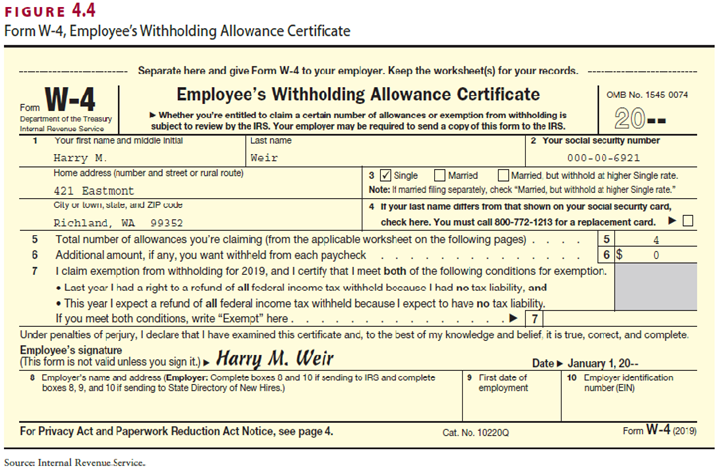 FIGURE 4.4
Form W-4, Employee's Withholding Allowance Certificate
Separate here and give Form W-4 to your employer. Keep the worksheet(s) for your records.
Form W-4
Department of the Treasury
Internal Revenue Service
Employee's Withholding Allowance Certificate
▶ Whether you're entitled to claim a certain number of allowances or exemption from withholding is
subject to review by the IRS. Your employer may be required to send a copy of this form to the IRS.
OMB No. 1545 0074
20--
1 Your first name and middle initial
Harry M.
Last name
Weir
2 Your social security number
000-00-6921
Home address (number and street or rural route)
421 Eastmont
3 ☑ Single ☐ Married ☐ Married, but withhold at higher Single rate.
Note: If married filing separately, check "Married, but withhold at higher Single rate."
City or town, state, and ZIP code
Richland, WA 99352
4 If your last name differs from that shown on your social security card,
check here. You must call 800-772-1213 for a replacement card. ▶ ☐
5 Total number of allowances you're claiming (from the applicable worksheet on the following pages) . . . . 5 4
6 Additional amount, if any, you want withheld from each paycheck . . . . . . . . . . . . . . 6 $ 0
7 I claim exemption from withholding for 2019, and I certify that I meet both of the following conditions for exemption.
• Last year I had a right to a refund of all federal income tax withheld because I had no tax liability, and
• This year I expect a refund of all federal income tax withheld because I expect to have no tax liability.
If you meet both conditions, write "Exempt" here . . . . . . . . . . . . . . . ▶ 7
Under penalties of perjury, I declare that I have examined this certificate and, to the best of my knowledge and belief, it is true, correct, and complete.
Employee's signature
(This form is not valid unless you sign it.) ▶ Harry M. Weir
Date ▶ January 1, 20--
8 Employer's name and address (Employer: Complete boxes 8 and 10 if sending to IRS and complete
boxes 8, 9, and 10 if sending to State Directory of New Hires.)
9 First date of
employment
10 Employer identification
number (EIN)
For Privacy Act and Paperwork Reduction Act Notice, see page 4.
Cat. No. 10220Q
Form W-4 (2019)
Source: Internal Revenue Service.